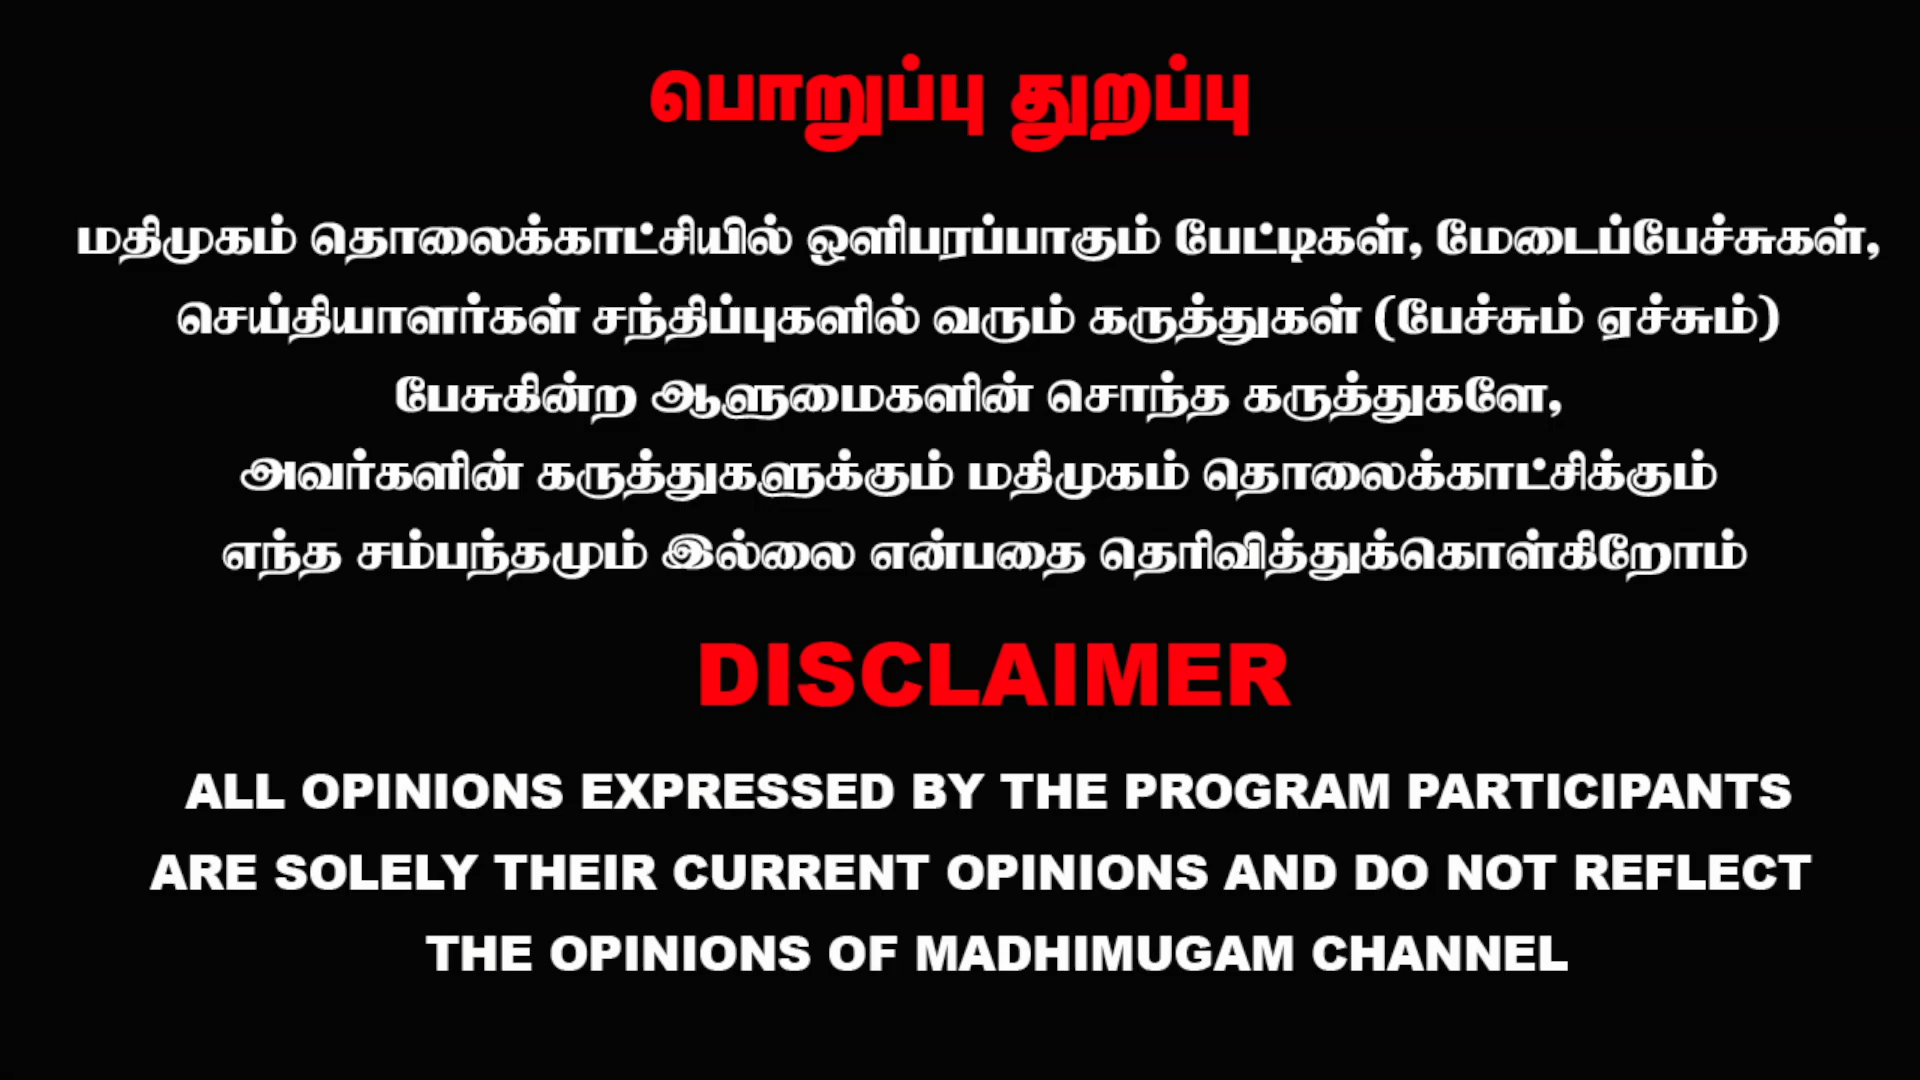 பொறுப்பு துறப்பு
மதிமுகம் தொலைக்காட்சியில் ஒளிபரப்பாகும் பேட்டிகள், மேடைப்பேச்சுகள்,
செய்தியாளர்கள் சந்திப்புகளில் வரும் கருத்துகள் (பேச்சும் ஏச்சும்)
பேசுகின்ற ஆளுமைகளின் சொந்த கருத்துகளே,
அவர்களின் கருத்துகளுக்கும் மதிமுகம் தொலைக்காட்சிக்கும்
எந்த சம்பந்தமும் இல்லை என்பதை தெரிவித்துக்கொள்கிறோம்
DISCLAIMER
ALL OPINIONS EXPRESSED BY THE PROGRAM PARTICIPANTS
ARE SOLELY THEIR CURRENT OPINIONS AND DO NOT REFLECT
THE OPINIONS OF MADHIMUGAM CHANNEL